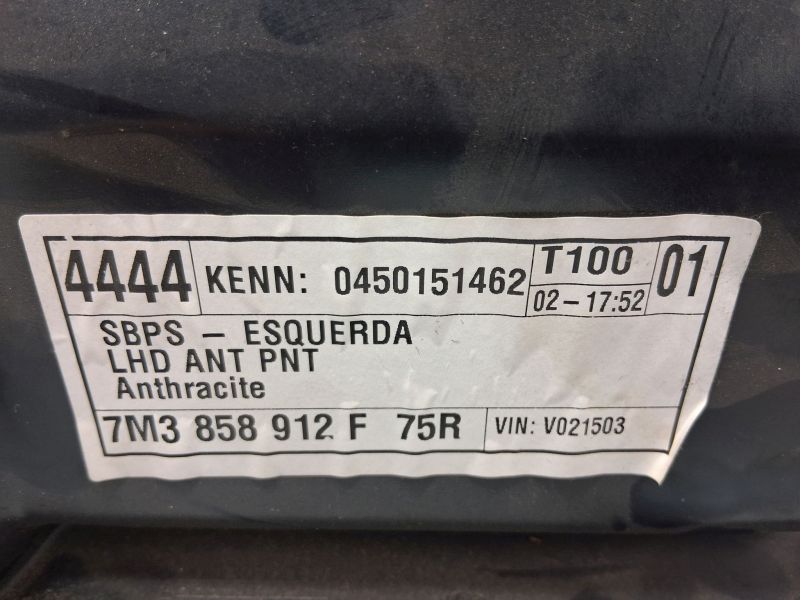 4444 KENN: 0450151462 T100 01
02-17:52
SBPS - ESQUERDA
LHD ANT PNT
Anthracite
7M3 858 912 F 75R VIN: V021503